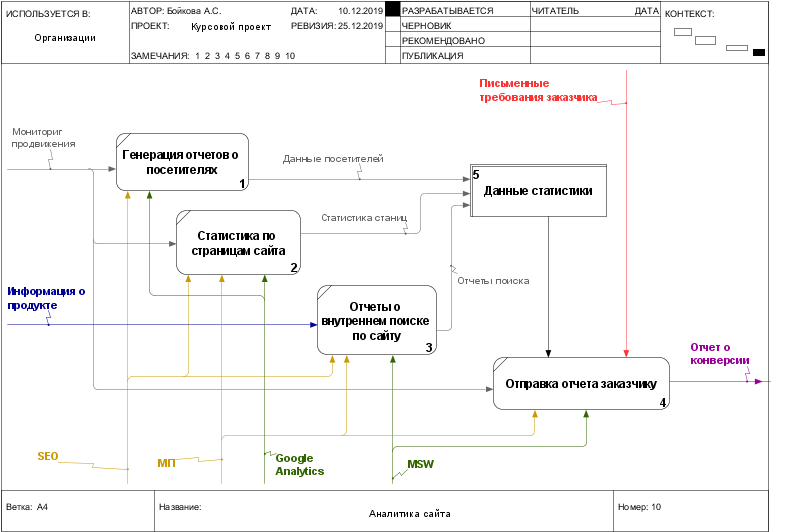 ИСПОЛЬЗУЕТСЯ В:
Организации
АВТОР: Бойкова А.С.
ДАТА: 10.12.2019
ПРОЕКТ: Курсовой проект
РЕВИЗИЯ: 25.12.2019
ЗАМЕЧАНИЯ: 1 2 3 4 5 6 7 8 9 10
РАЗРАБАТЫВАЕТСЯ
ЧЕРНОВИК
РЕКОМЕНДОВАНО
ПУБЛИКАЦИЯ
ЧИТАТЕЛЬ
ДАТА
КОНТЕКСТ:
Письменные
требования заказчика
Мониториг
продвижения
Генерация отчетов о
посетителях
1
Данные посетителей
5
Данные статистики
Статистика по
страницам сайта
2
Статистика станиц
Отчеты поиска
Информация о
продукте
Отчеты о
внутреннем поиске
по сайту
3
Отчет о
конверсии
Отправка отчета заказчику
4
SEO
МП
Google
Analytics
MSW
Ветка: A4
Название:
Аналитика сайта
Номер: 10